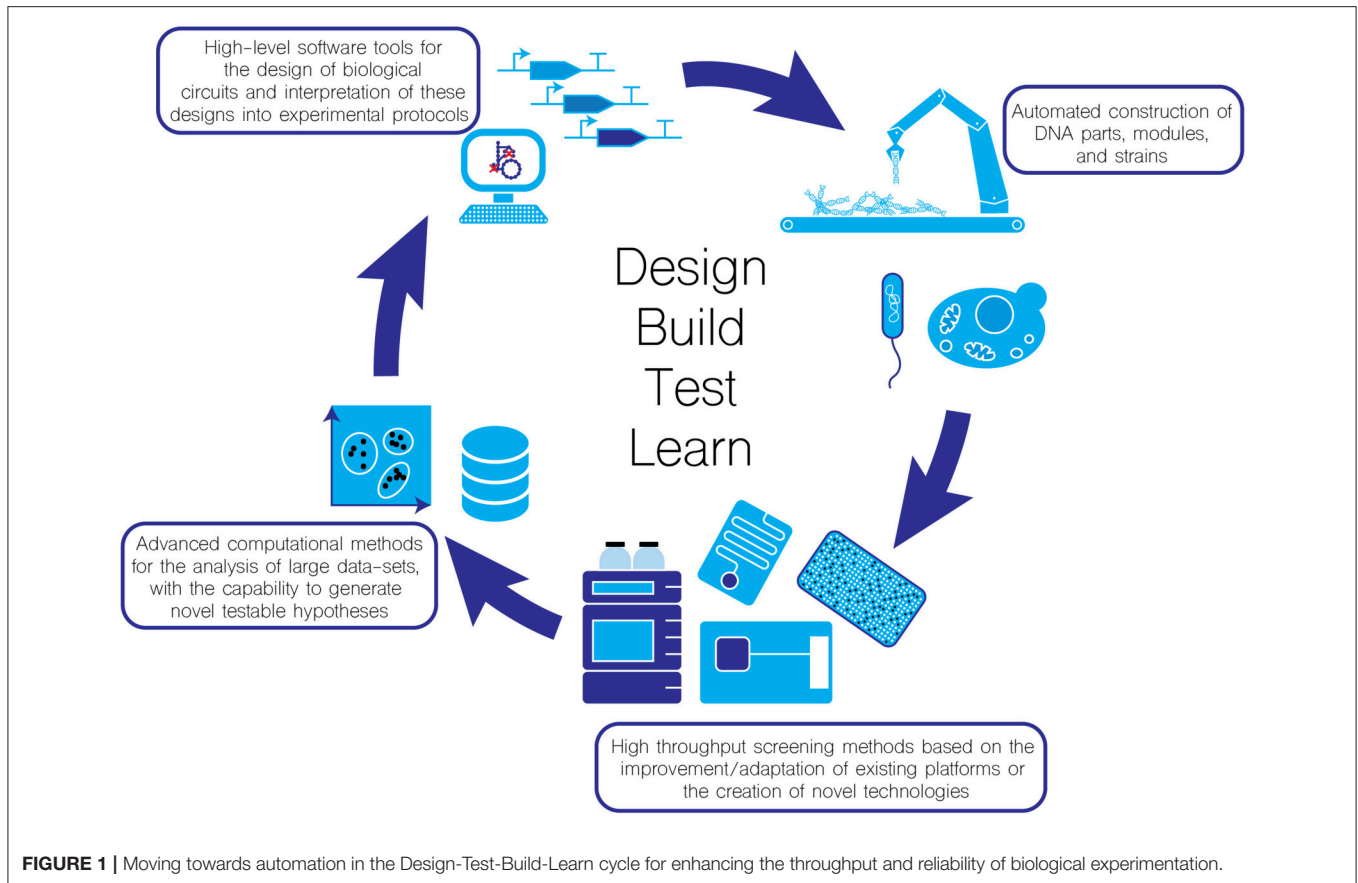 High-level software tools for
the design of biological
circuits and interpretation of these
designs into experimental protocols
Automated construction of
DNA parts, modules,
and strains
Design
Build
Test
Learn
Advanced computational methods
for the analysis of large data-sets,
with the capability to generate
novel testable hypotheses
High throughput screening methods based on the
improvement/adaptation of existing platforms or
the creation of novel technologies
FIGURE 1 | Moving towards automation in the Design-Test-Build-Learn cycle for enhancing the throughput and reliability of biological experimentation.